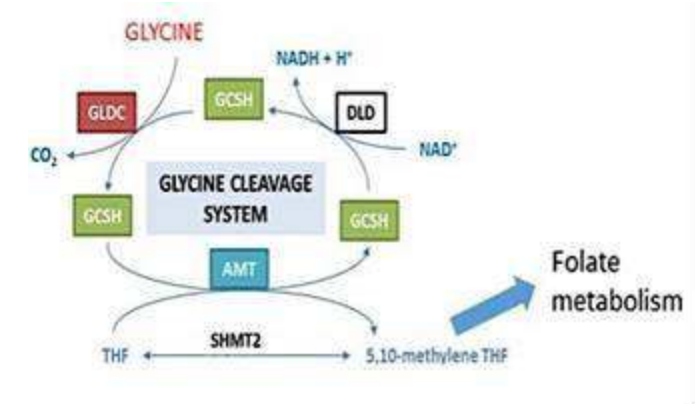 GLYCINE
NADH + H⁺
GLDC
GCSH
DLD
CO₂
NAD⁺
GLYCINE CLEAVAGE
SYSTEM
GCSH
GCSH
AMT
Folate
metabolism
SHMT2
THF
5,10-methylene THF